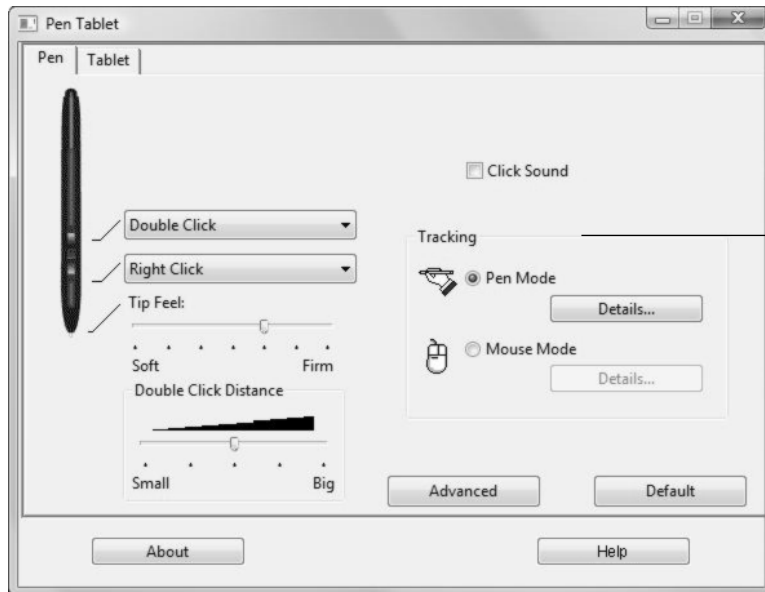 Pen Tablet
Pen
Tablet
Click Sound
Double Click
Right Click
Tip Feel:
Soft Firm
Double Click Distance
Small Big
Tracking
Pen Mode
Details...
Mouse Mode
Details...
Advanced
Default
About
Help